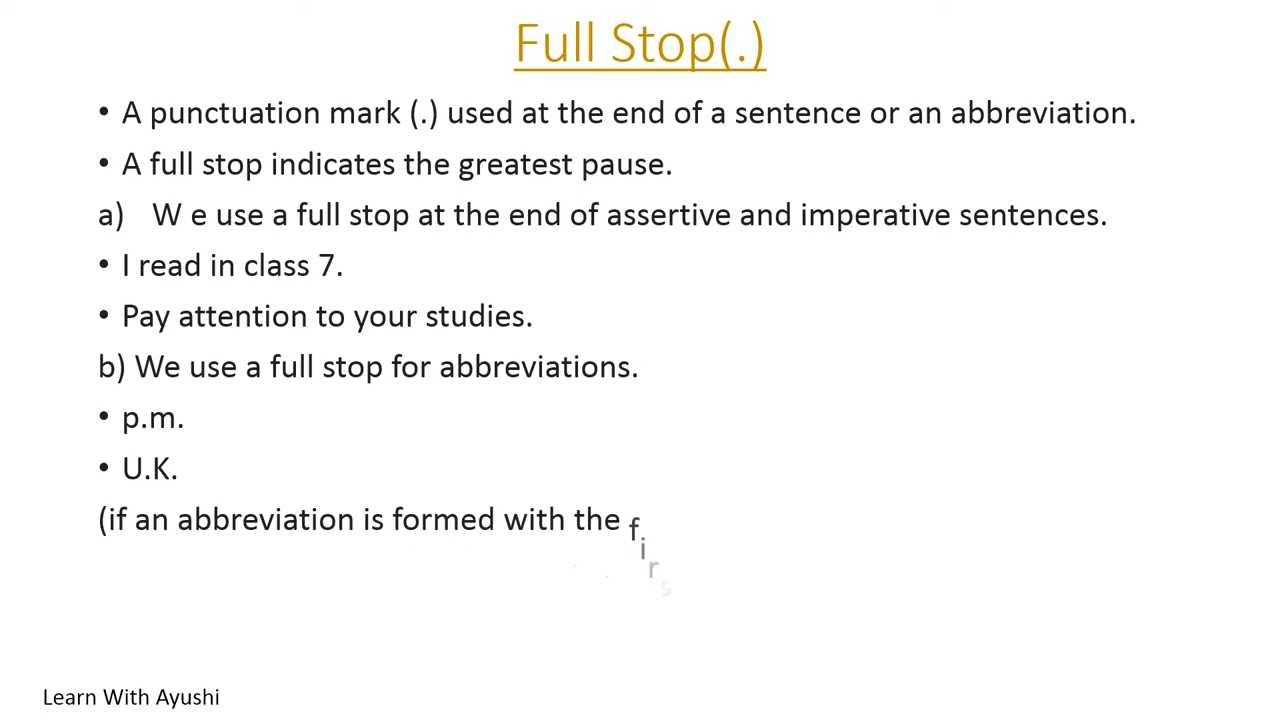 Full Stop(.)
• A punctuation mark (.) used at the end of a sentence or an abbreviation.
• A full stop indicates the greatest pause.
a) W e use a full stop at the end of assertive and imperative sentences.
• I read in class 7.
• Pay attention to your studies.
b) We use a full stop for abbreviations.
• p.m.
• U.K.
(if an abbreviation is formed with the firs
Learn With Ayushi